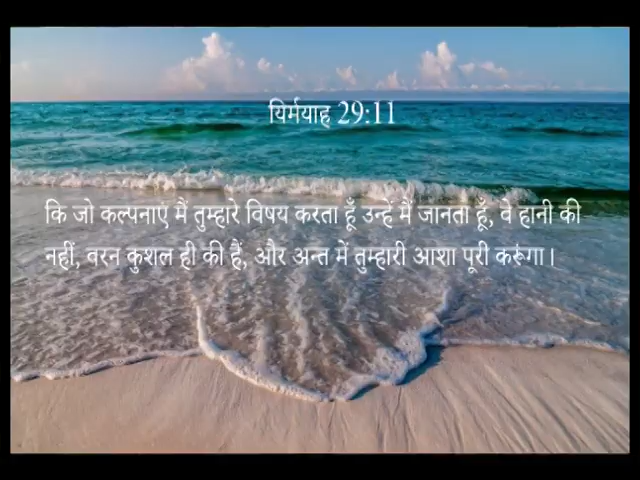 यिर्मयाह 29:11
कि जो कल्पनाएं मैं तुम्हारे विषय करता हूँ उन्हें मैं जानता हूँ, वे हानी की
नहीं, वरन कुशल ही की हैं, और अन्त में तुम्हारी आशा पूरी करूंगा।